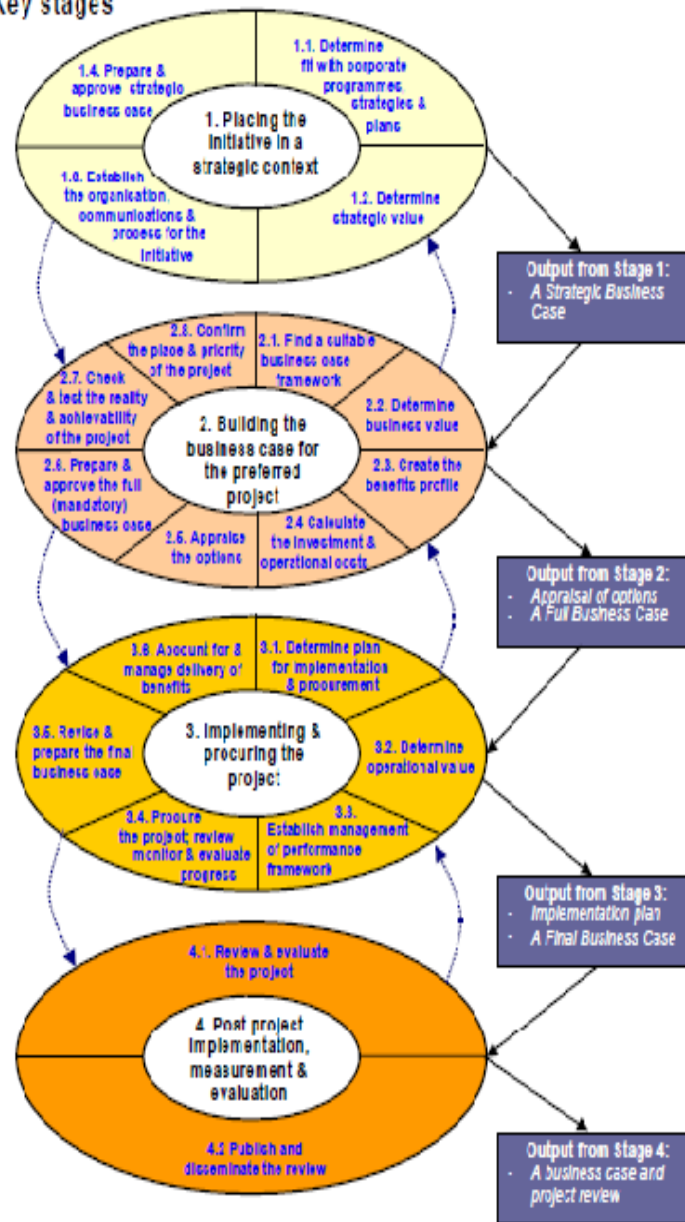 Key stages
1.4. Prepare &
approve strategic
business case
1.1. Determine
fit with corporate
programmes,
strategies &
plans
1. Placing the
initiative in a
strategic context
1.3. Establish
the organisation,
communications &
process for the
initiative
1.2. Determine
strategic value
Output from Stage 1:
- A Strategic Business
Case
2.8. Confirm
the place & priority
of the project
2.1. Find a suitable
business case
framework
2.7. Check
& test the reality
& achievability
of the project
2.2. Determine
business value
2. Building the
business case for
the preferred
project
2.6. Prepare &
approve the full
(mandatory)
business case
2.3. Create the
benefits profile
2.5. Appraise
the options
2.4 Calculate
the investment &
operational costs
Output from Stage 2:
- Appraisal of options
- A Full Business Case
3.6. Account for &
manage delivery of
benefits
3.1. Determine plan
for implementation
& procurement
3.5. Revise &
prepare the final
business case
3. Implementing &
procuring the
project
3.2. Determine
operational value
3.4. Procure
the project; review
monitor & evaluate
progress
3.3.
Establish management
of performance
framework
Output from Stage 3:
- Implementation plan
- A Final Business Case
4.1. Review & evaluate
the project
4. Post project
implementation,
measurement &
evaluation
4.2 Publish and
disseminate the review
Output from Stage 4:
- A business case and
project review